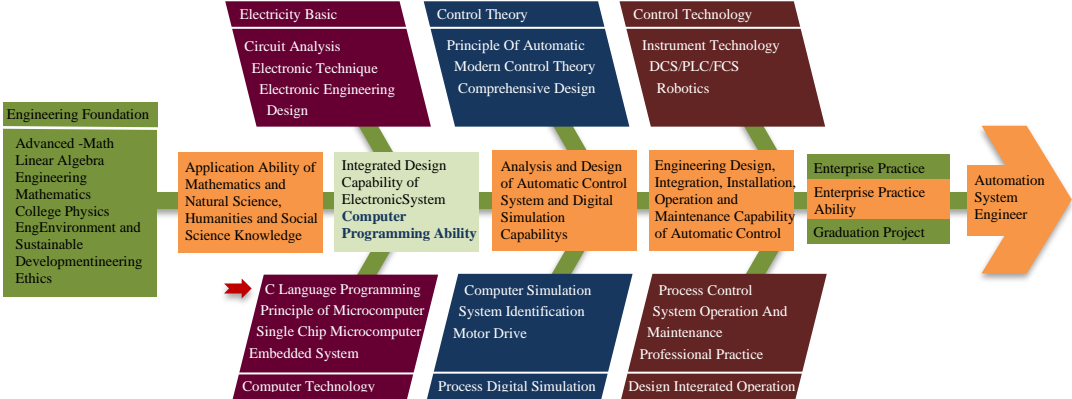 Electricity Basic
Circuit Analysis
Electronic Technique
Electronic Engineering
Design
Control Theory
Principle Of Automatic
Modern Control Theory
Comprehensive Design
Control Technology
Instrument Technology
DCS/PLC/FCS
Robotics
Engineering Foundation
Advanced -Math
Linear Algebra
Engineering
Mathematics
College Physics
EngEnvironment and
Sustainable
Developmentineering
Ethics
Application Ability of
Mathematics and
Natural Science,
Humanities and Social
Science Knowledge
Integrated Design
Capability of
ElectronicSystem
Computer
Programming Ability
Analysis and Design
of Automatic Control
System and Digital
Simulation
Capabilitys
Engineering Design,
Integration, Installation,
Operation and
Maintenance Capability
of Automatic Control
Enterprise Practice
Enterprise Practice
Ability
Graduation Project
Automation
System
Engineer
C Language Programming
Principle of Microcomputer
Single Chip Microcomputer
Embedded System
Computer Technology
Computer Simulation
System Identification
Motor Drive
Process Digital Simulation
Process Control
System Operation And
Maintenance
Professional Practice
Design Integrated Operation